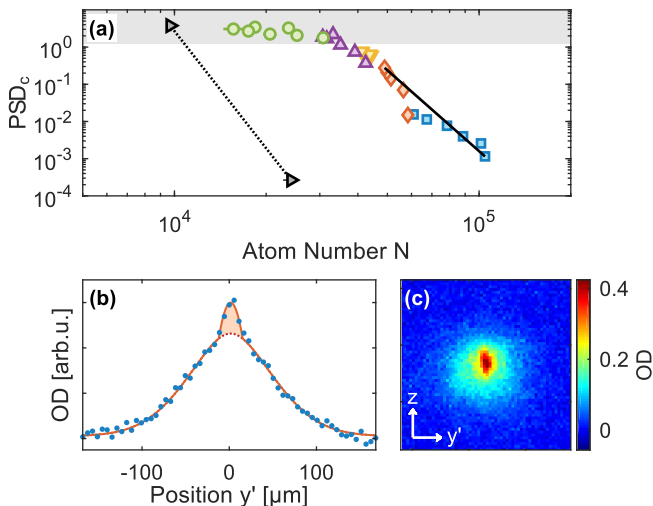 (a)
PSD_c
10^0
10^-1
10^-2
10^-3
10^-4
10^4
10^5
Atom Number N
(b)
OD [arb.u.]
-100
0
100
Position y' [μm]
(c)
z
y'
0.4
0.2
0
OD